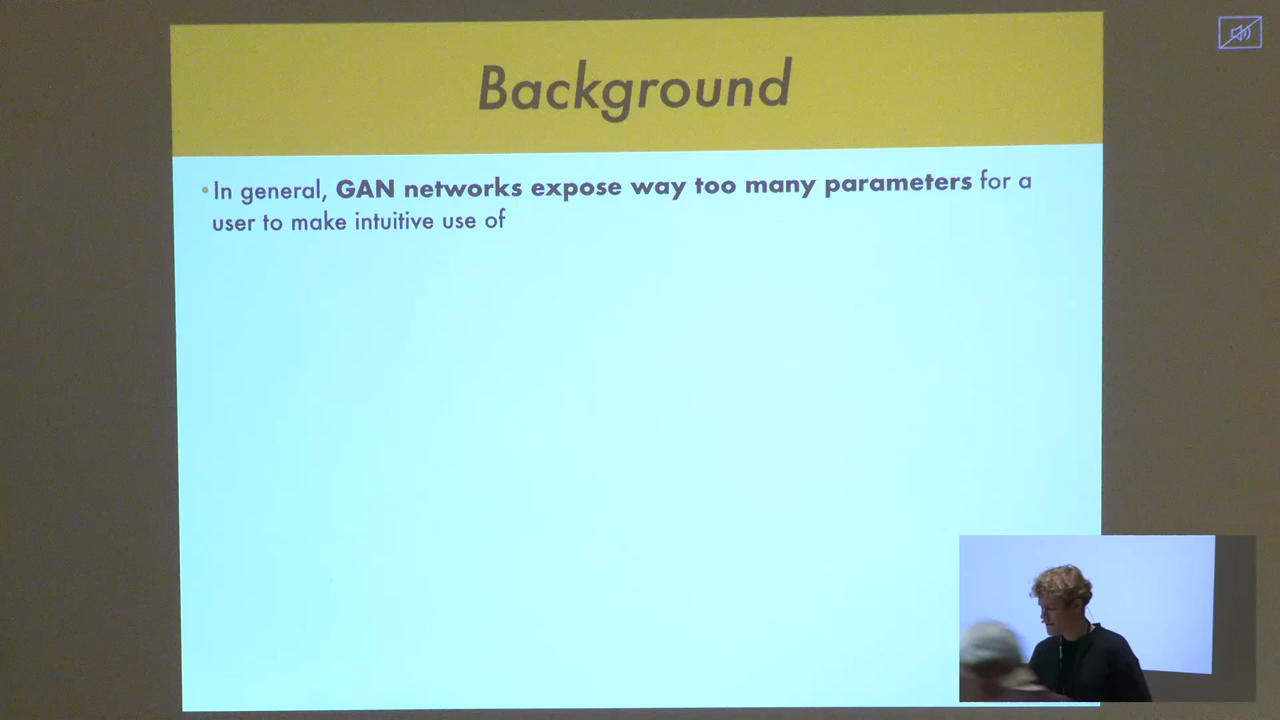 Background
•In general, GAN networks expose way too many parameters for a
user to make intuitive use of